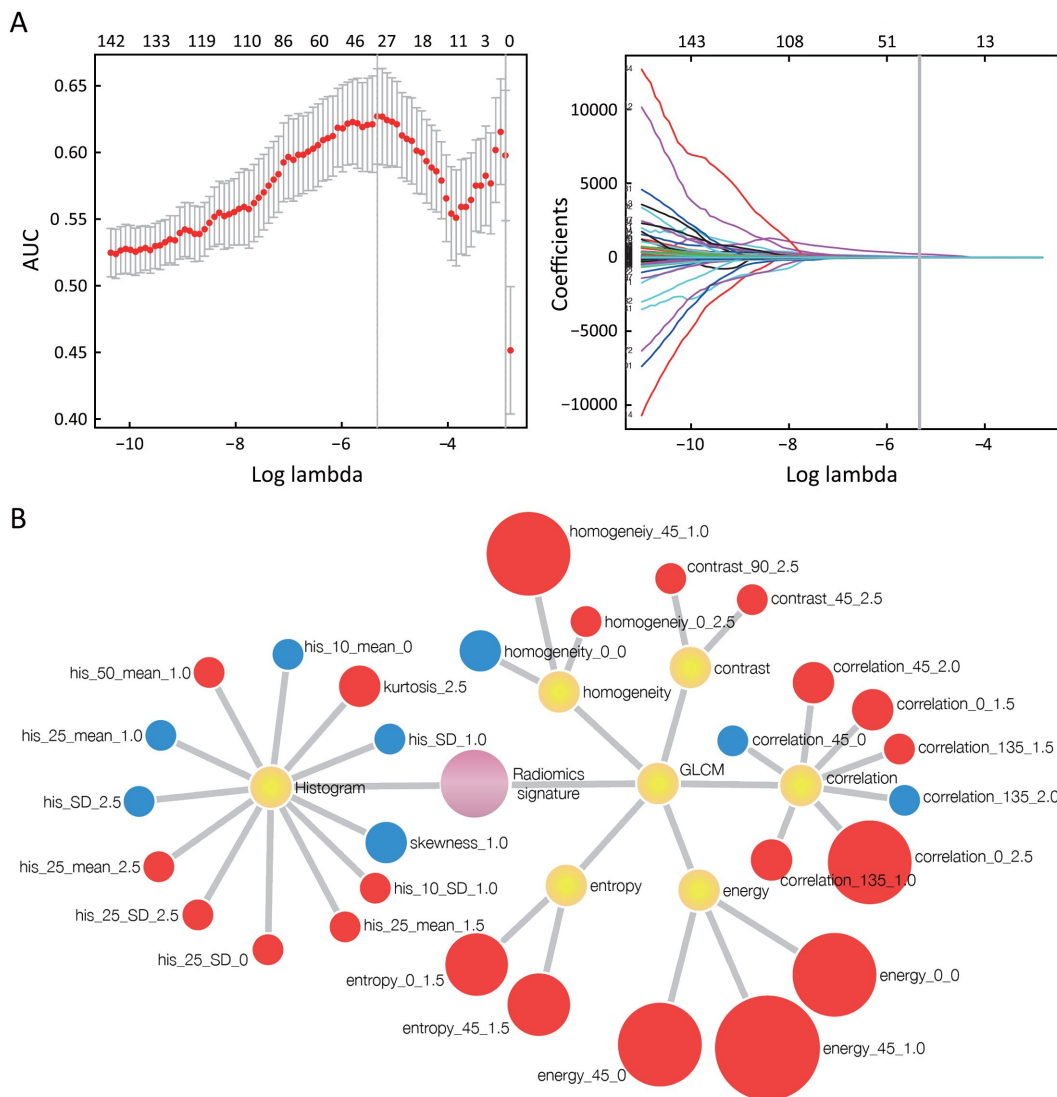 A
142 133 119 110 86 60 46 27 18 11 3 0
0.65
0.60
0.55
0.50
0.45
0.40
AUC
−10 −8 −6 −4
Log lambda
143 108 51 13
10000
5000
0
−5000
−10000
Coefficients
−10 −8 −6 −4
Log lambda
B
homogeneiy_45_1.0
contrast_90_2.5
contrast_45_2.5
homogeneiy_0_2.5
his_10_mean_0
homogeneity_0_0
his_50_mean_1.0
kurtosis_2.5
homogeneity
contrast
correlation_45_2.0
correlation_0_1.5
his_25_mean_1.0
his_SD_1.0
correlation_45_0
correlation_135_1.5
Histogram
Radiomics
signature
GLCM
correlation
his_SD_2.5
correlation_135_2.0
skewness_1.0
correlation_0_2.5
his_25_mean_2.5
his_10_SD_1.0
entropy
energy
correlation_135_1.0
his_25_SD_2.5
his_25_mean_1.5
his_25_SD_0
entropy_0_1.5
energy_0_0
entropy_45_1.5
energy_45_1.0
energy_45_0